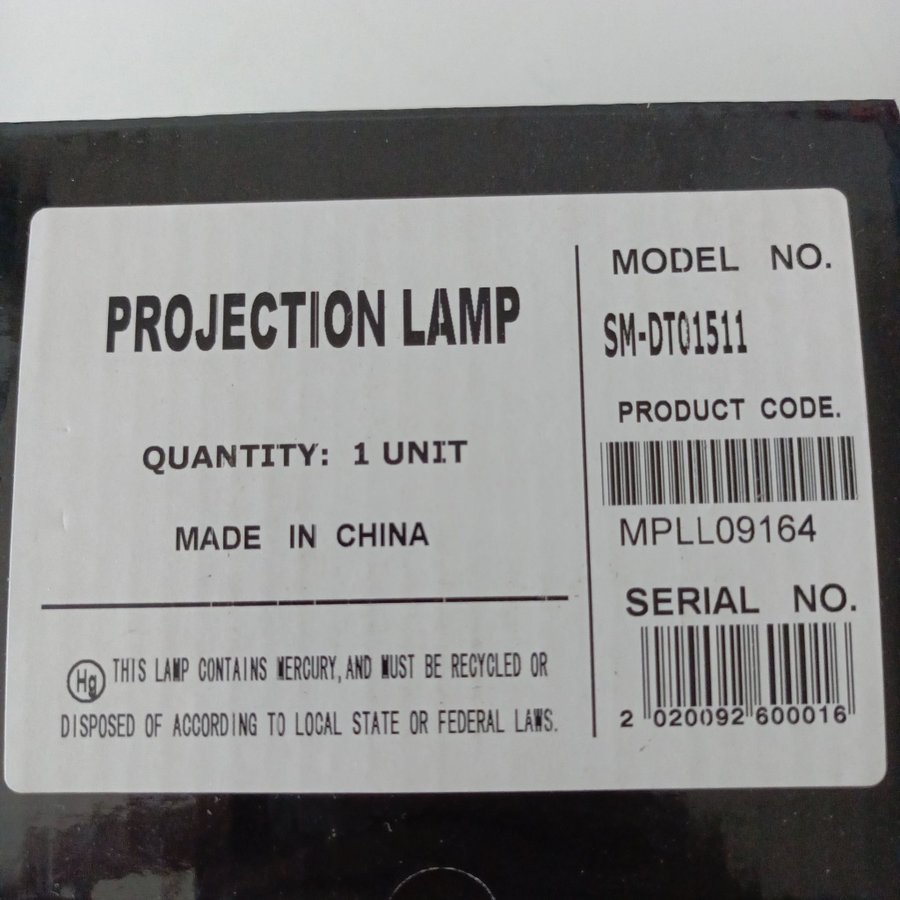 PROJECTION LAMP
QUANTITY: 1 UNIT
MADE IN CHINA
Hg THIS LAMP CONTAINS MERCURY, AND MUST BE RECYCLED OR
DISPOSED OF ACCORDING TO LOCAL STATE OR FEDERAL LAWS.
MODEL NO.
SM-DT01511
PRODUCT CODE.
MPLL09164
SERIAL NO.
2 020092 600016